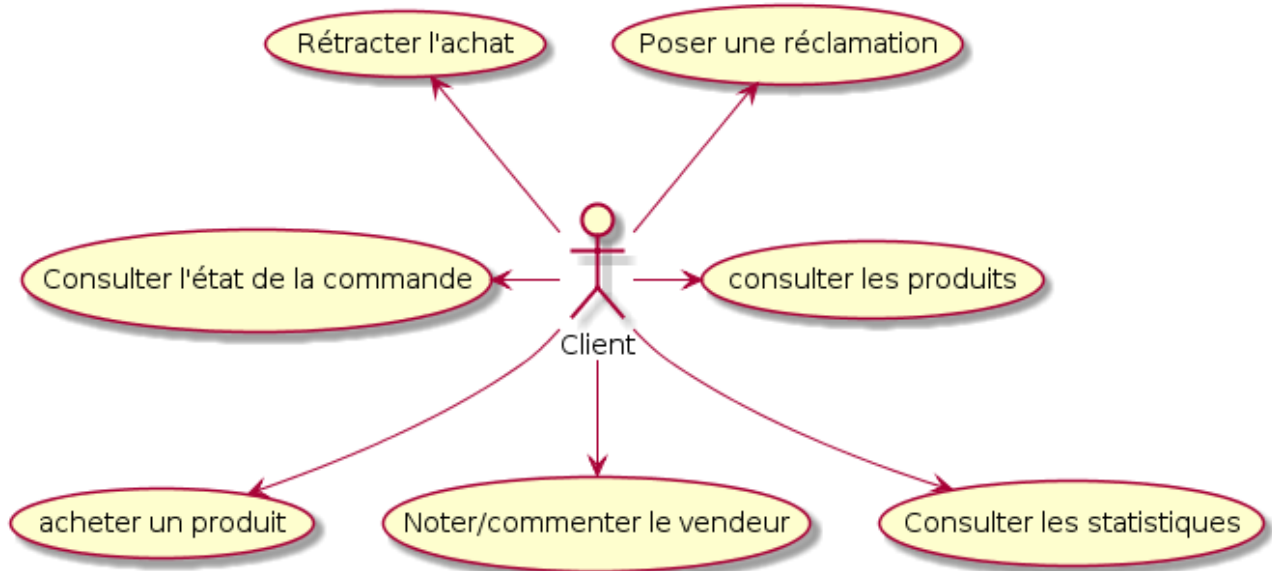 Rétracter l'achat
Poser une réclamation
Consulter l'état de la commande
consulter les produits
Client
acheter un produit
Noter/commenter le vendeur
Consulter les statistiques